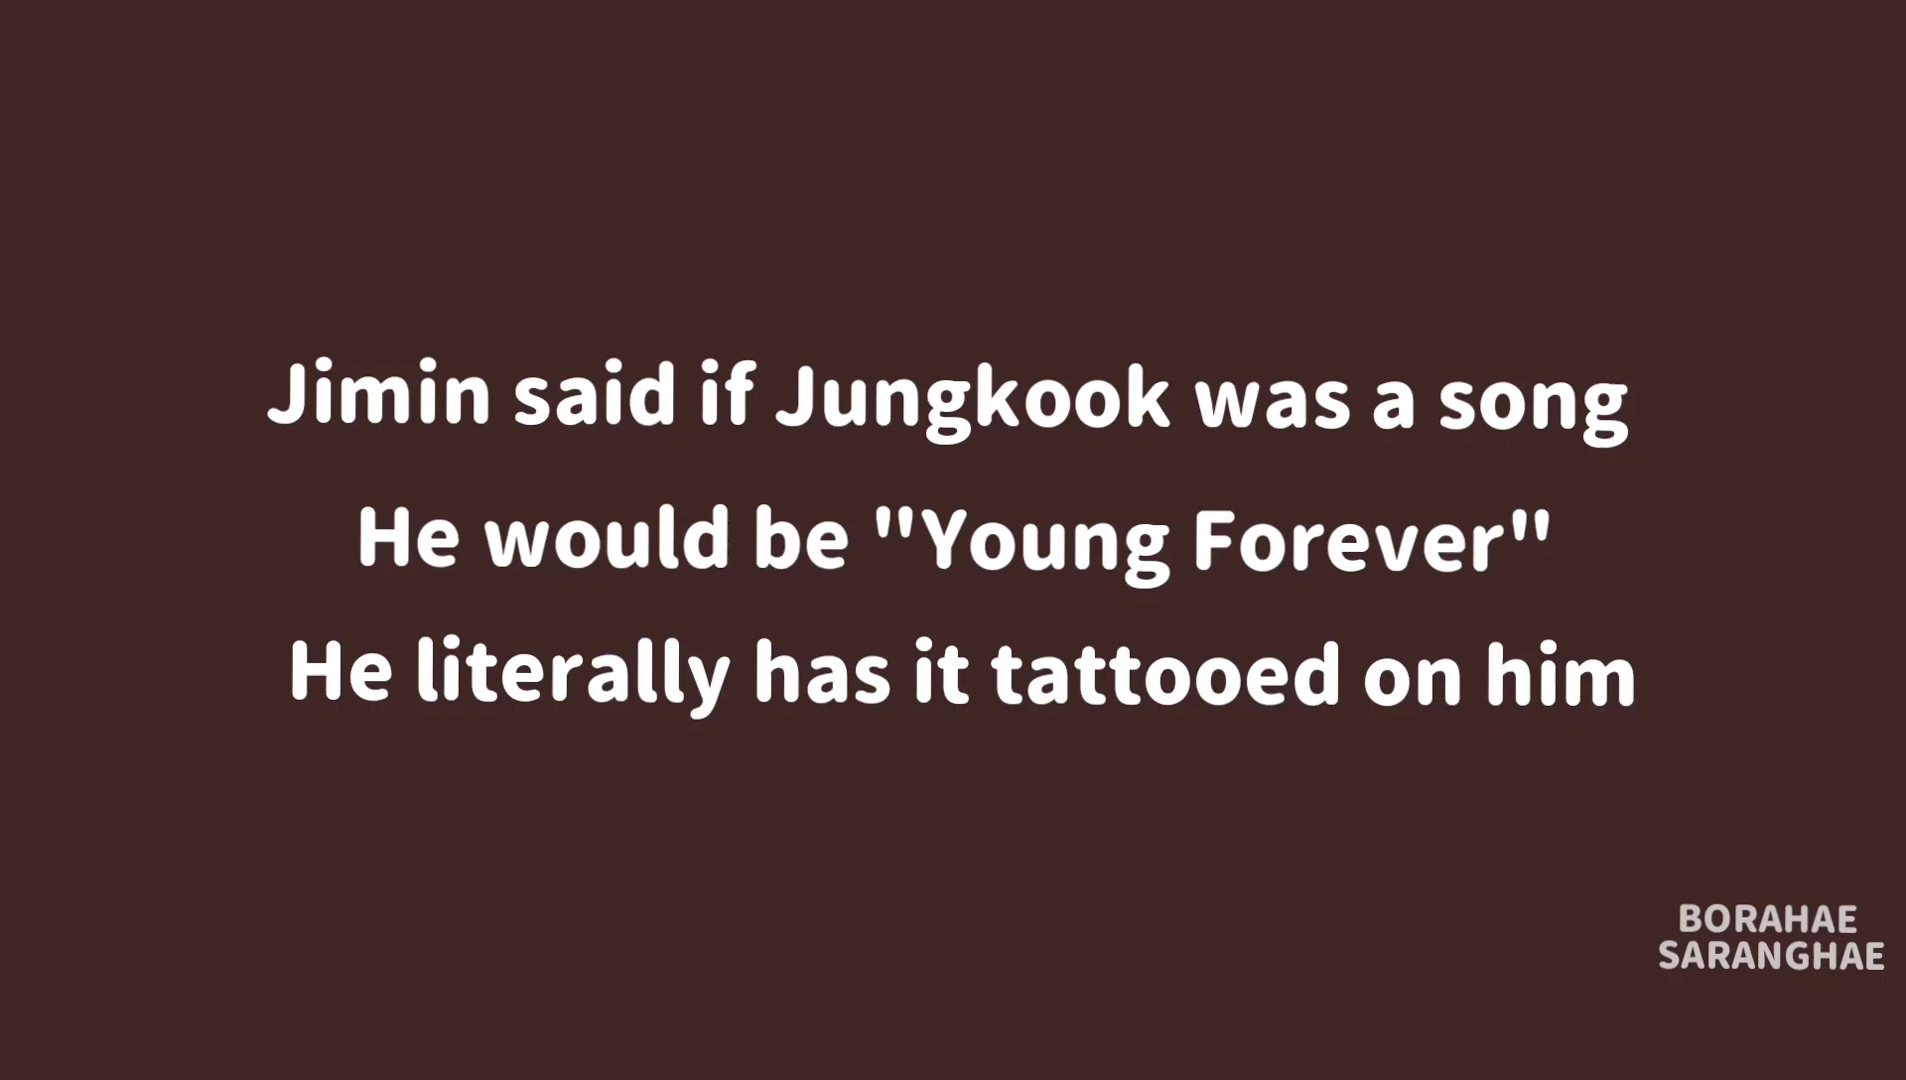 Jimin said if Jungkook was a song
He would be "Young Forever"
He literally has it tattooed on him
BORAHAE
SARANGHAE